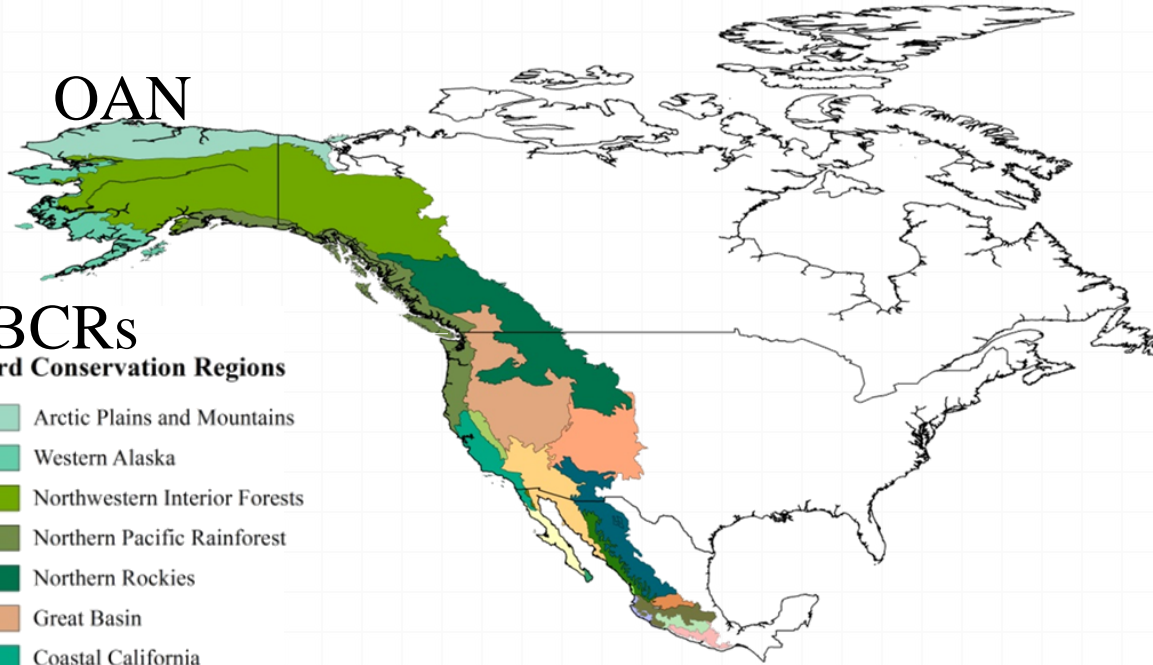 OAN
BCRs
rd Conservation Regions
Arctic Plains and Mountains
Western Alaska
Northwestern Interior Forests
Northern Pacific Rainforest
Northern Rockies
Great Basin
Coastal California